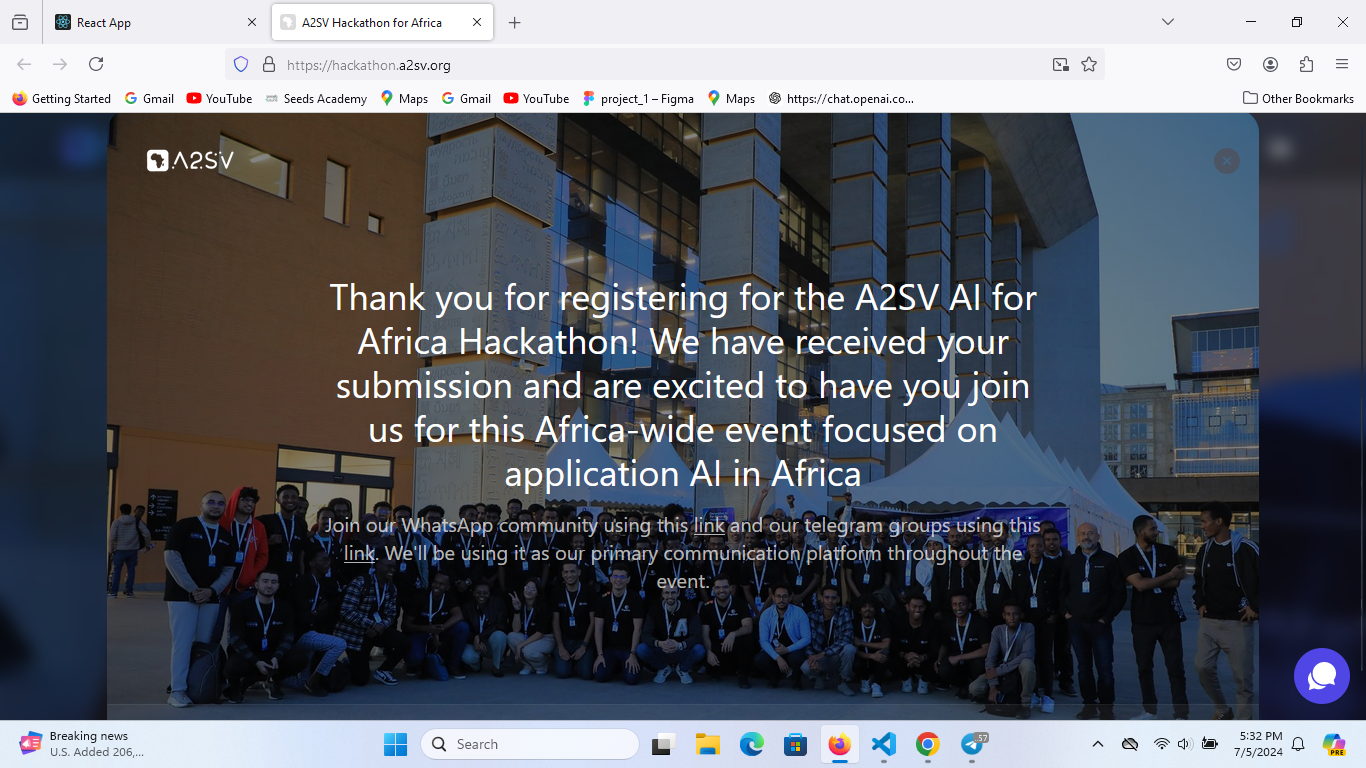 React App
A2SV Hackathon for Africa
https://hackathon.a2sv.org
Getting Started
Gmail
YouTube
Seeds Academy
Maps
Gmail
YouTube
project_1 – Figma
Maps
https://chat.openai.co...
Other Bookmarks
A2SV
Thank you for registering for the A2SV AI for
Africa Hackathon! We have received your
submission and are excited to have you join
us for this Africa-wide event focused on
application AI in Africa
Join our WhatsApp community using this link and our telegram groups using this
link. We'll be using it as our primary communication platform throughout the
event.
Breaking news
U.S. Added 206,...
Search
57
5:32 PM
7/5/2024
PRE